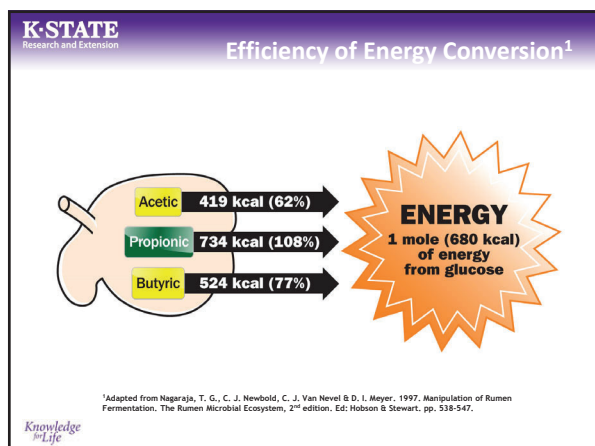 K·STATE
Research and Extension
Efficiency of Energy Conversion¹
Acetic 419 kcal (62%)
Propionic 734 kcal (108%)
Butyric 524 kcal (77%)
ENERGY
1 mole (680 kcal)
of energy
from glucose
¹Adapted from Nagaraja, T. G., C. J. Newbold, C. J. Van Nevel & D. I. Meyer. 1997. Manipulation of Rumen
Fermentation. The Rumen Microbial Ecosystem, 2nd edition. Ed: Hobson & Stewart. pp. 538-547.
Knowledge
for Life